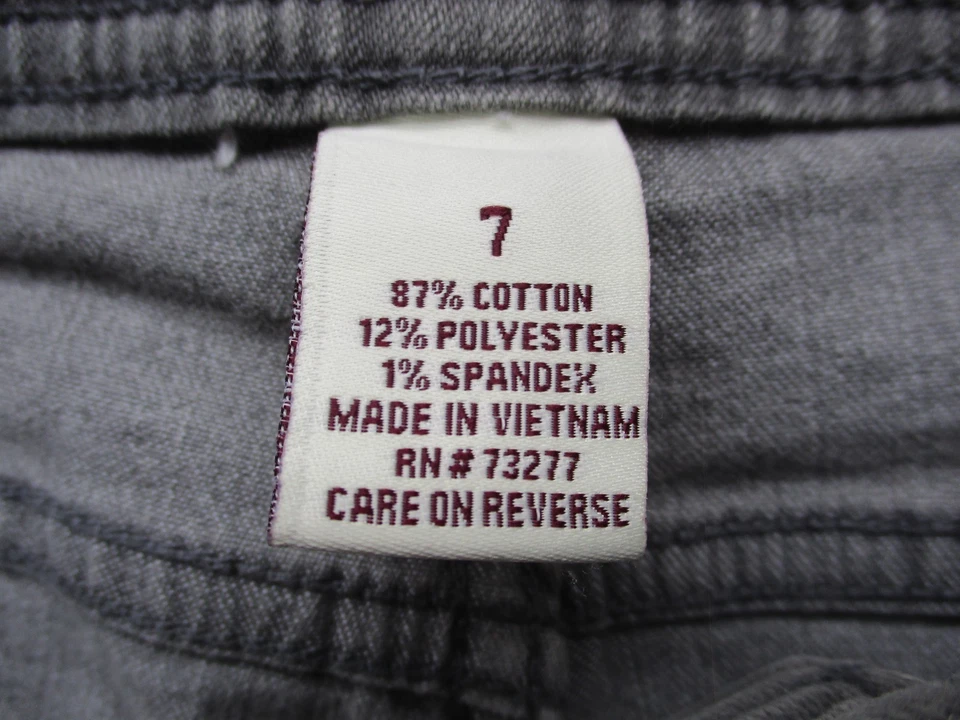 7
87% COTTON
12% POLYESTER
1% SPANDEX
MADE IN VIETNAM
RN# 73277
CARE ON REVERSE